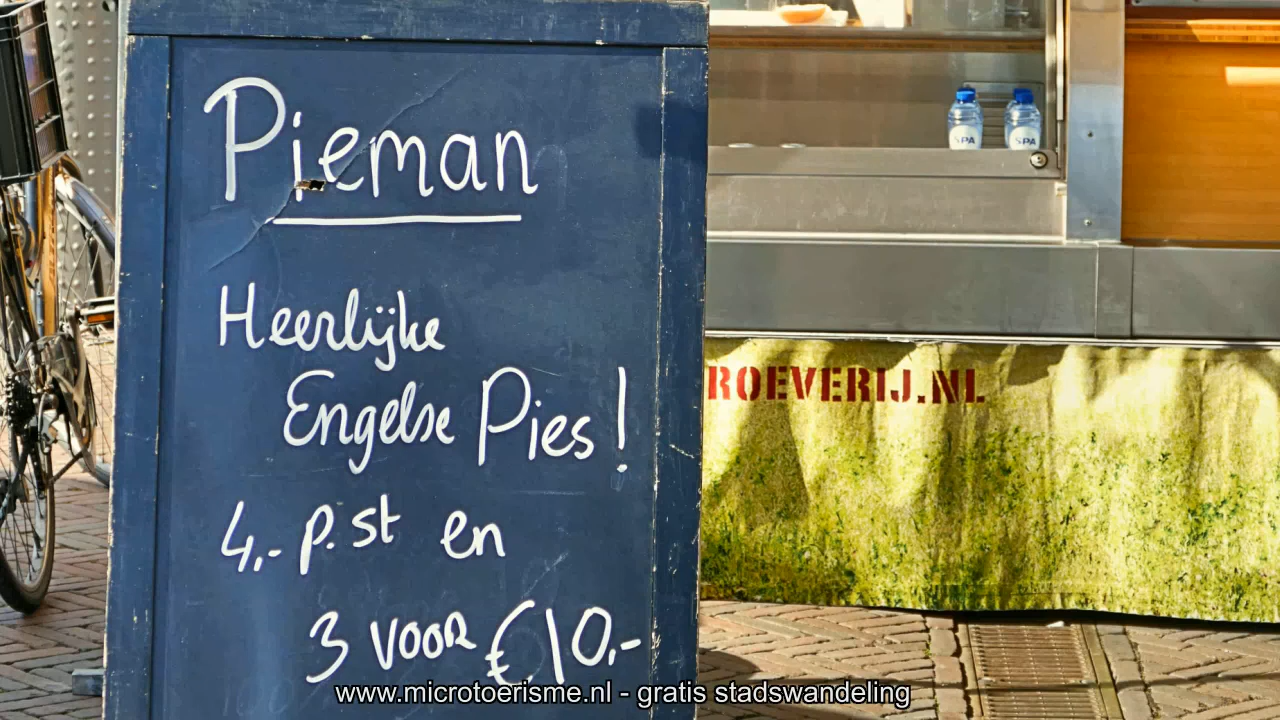 Pieman
Heerlijke
Engelse Pies!
4,- p.st en
3 voor €10,-
SPA
SPA
ROEVERIJ.NL
www.microtoerisme.nl - gratis stadswandeling